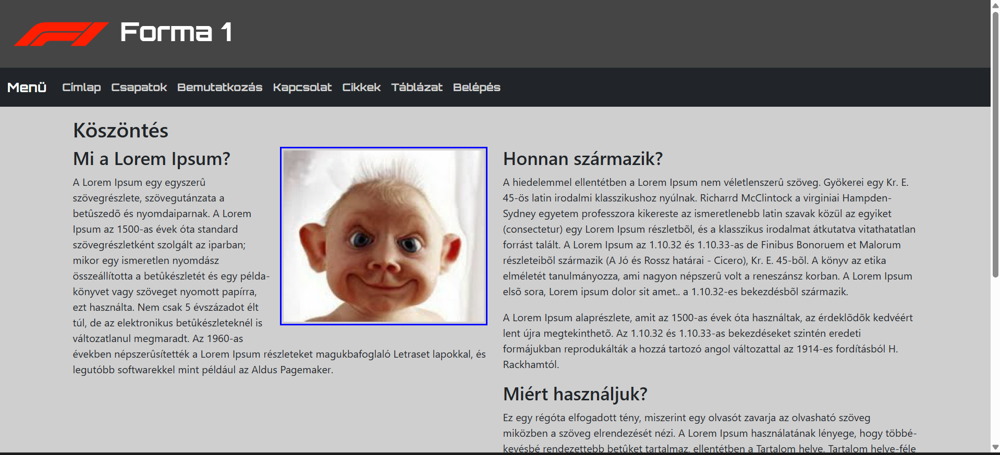 Forma 1
Menü Címlap Csapatok Bemutatkozás Kapcsolat Cikkek Táblázat Belépés
Köszöntés
Mi a Lorem Ipsum?
A Lorem Ipsum egy egyszerû
szövegrészlete, szövegutánzata a
betûszedõ és nyomdaiparnak. A Lorem
Ipsum az 1500-as évek óta standard
szövegrészletként szolgált az iparban;
mikor egy ismeretlen nyomdász
összeállította a betûkészletét és egy példa-
könyvet vagy szöveget nyomott papírra,
ezt használta. Nem csak 5 évszázadot élt
túl, de az elektronikus betûkészleteknél is
változatlanul megmaradt. Az 1960-as
években népszerûsítették a Lorem Ipsum részleteket magukbafoglaló Letraset lapokkal, és
legutóbb softwarekkel mint például az Aldus Pagemaker.
Honnan származik?
A hiedelemmel ellentétben a Lorem Ipsum nem véletlenszerû szöveg. Gyökerei egy Kr. E.
45-ös latin irodalmi klasszikushoz nyúlnak. Richarrd McClintock a virginiai Hampden-
Sydney egyetem professzora kikereste az ismeretlenebb latin szavak közül az egyiket
(consectetur) egy Lorem Ipsum részletbõl, és a klasszikus irodalmat átkutatva vitathatatlan
forrást talált. A Lorem Ipsum az 1.10.32 és 1.10.33-as de Finibus Bonoruem et Malorum
részleteibõl származik (A Jó és Rossz határai - Cicero), Kr. E. 45-bõl. A könyv az etika
elméletét tanulmányozza, ami nagyon népszerû volt a reneszánsz korban. A Lorem Ipsum
elsõ sora, Lorem ipsum dolor sit amet.. a 1.10.32-es bekezdésbõl származik.
A Lorem Ipsum alaprészlete, amit az 1500-as évek óta használtak, az érdeklõdõk kedvéért
lent újra megtekinthetõ. Az 1.10.32 és 1.10.33-as bekezdéseket szintén eredeti
formájukban reprodukálták a hozzá tartozó angol változattal az 1914-es fordításból H.
Rackhamtól.
Miért használjuk?
Ez egy régóta elfogadott tény, miszerint egy olvasót zavarja az olvasható szöveg
miközben a szöveg elrendezését nézi. A Lorem Ipsum használatának lényege, hogy többé-
kevésbé rendezettebb betûket tartalmaz, ellentétben a Tartalom helye, Tartalom helye-féle